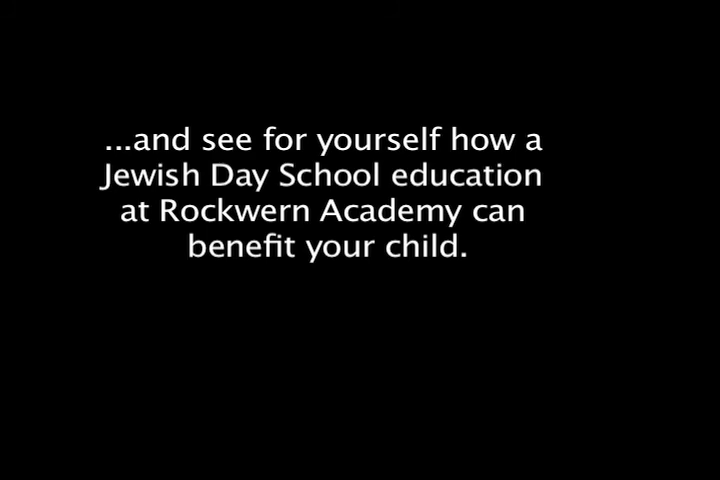 ...and see for yourself how a
Jewish Day School education
at Rockwern Academy can
benefit your child.